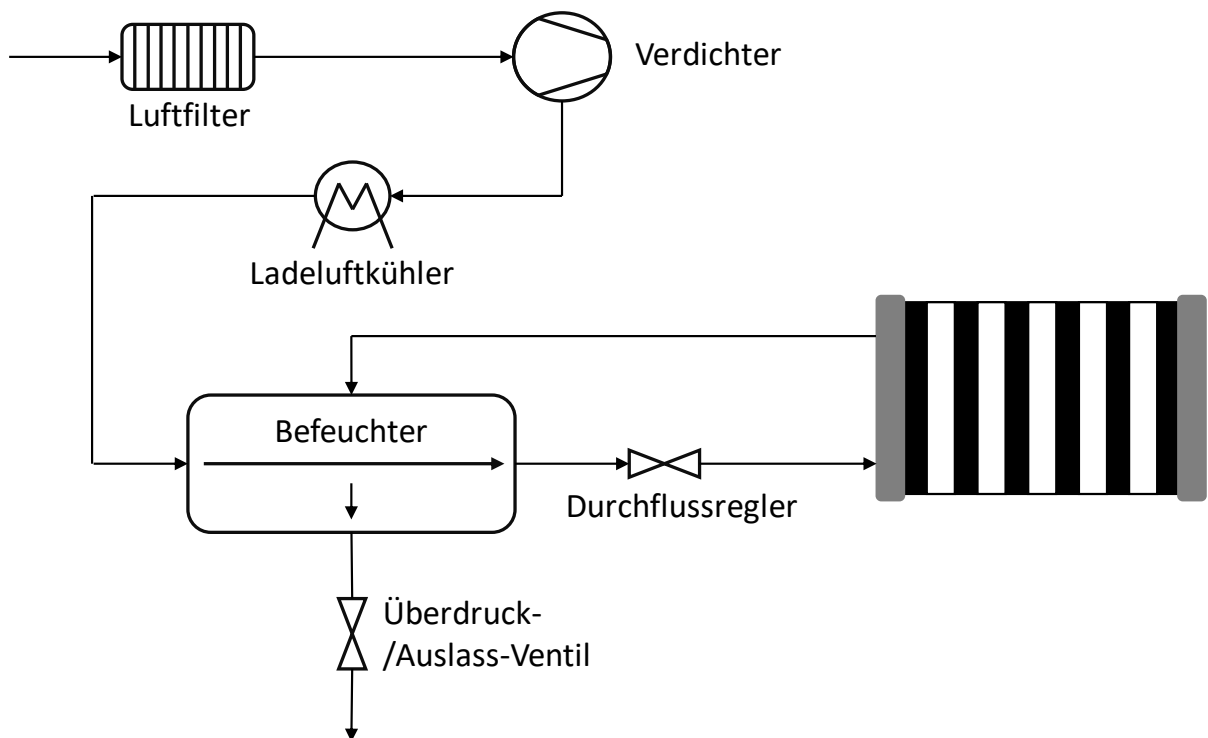 Verdichter
Luftfilter
Ladeluftkühler
Befeuchter
Durchflussregler
Überdruck-
/Auslass-Ventil